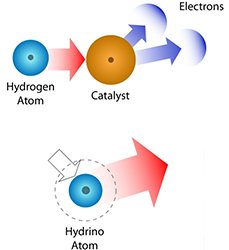 Electrons
Hydrogen
Atom
Catalyst
Hydrino
Atom